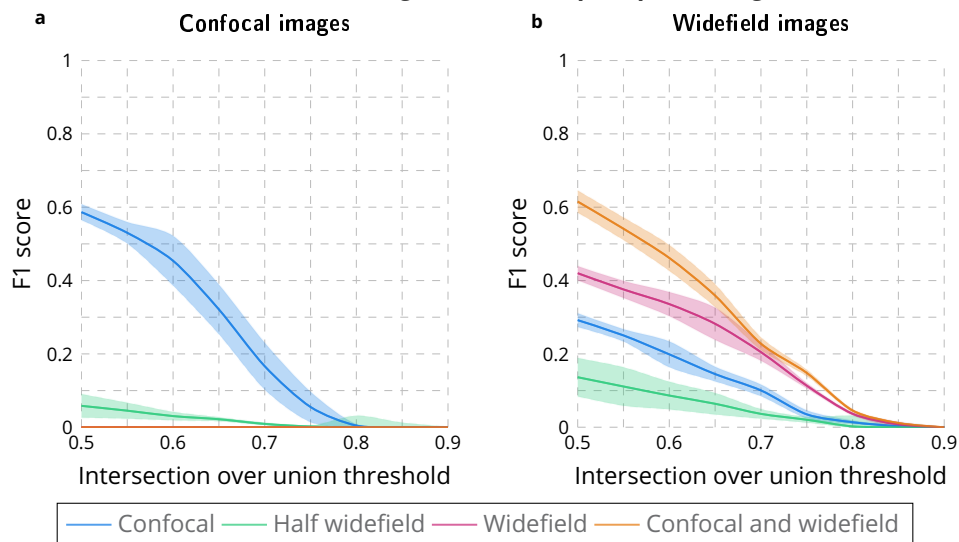 a
Confocal images
b
Widefield images
1
0.8
0.6
0.4
0.2
0
F1 score
0.5
0.6
0.7
0.8
0.9
Intersection over union threshold
1
0.8
0.6
0.4
0.2
0
F1 score
0.5
0.6
0.7
0.8
0.9
Intersection over union threshold
Confocal
Half widefield
Widefield
Confocal and widefield